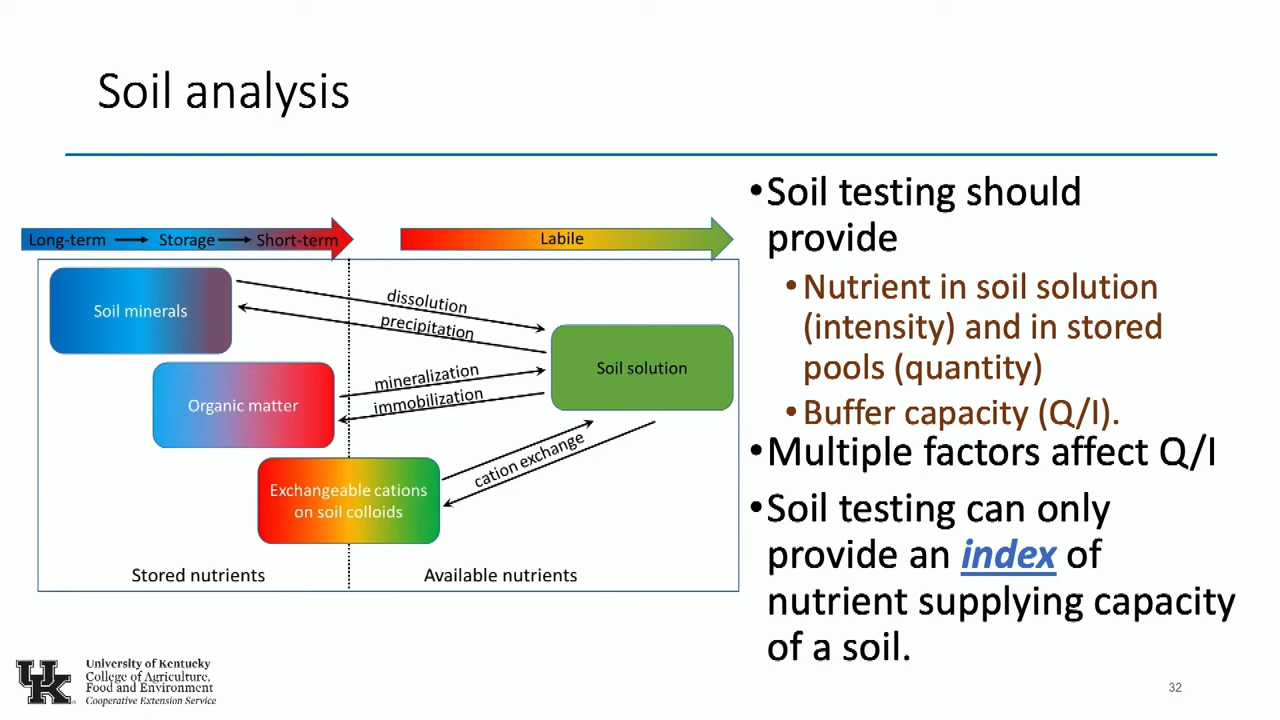 Soil analysis
Long-term
Storage
Short-term
Labile
Soil minerals
dissolution
precipitation
Soil solution
Organic matter
mineralization
immobilization
Exchangeable cations
on soil colloids
cation exchange
Stored nutrients
Available nutrients
•Soil testing should
provide
•Nutrient in soil solution
(intensity) and in stored
pools (quantity)
•Buffer capacity (Q/I).
•Multiple factors affect Q/I
•Soil testing can only
provide an index of
nutrient supplying capacity
of a soil.
UK
University of Kentucky
College of Agriculture,
Food and Environment
Cooperative Extension Service
32